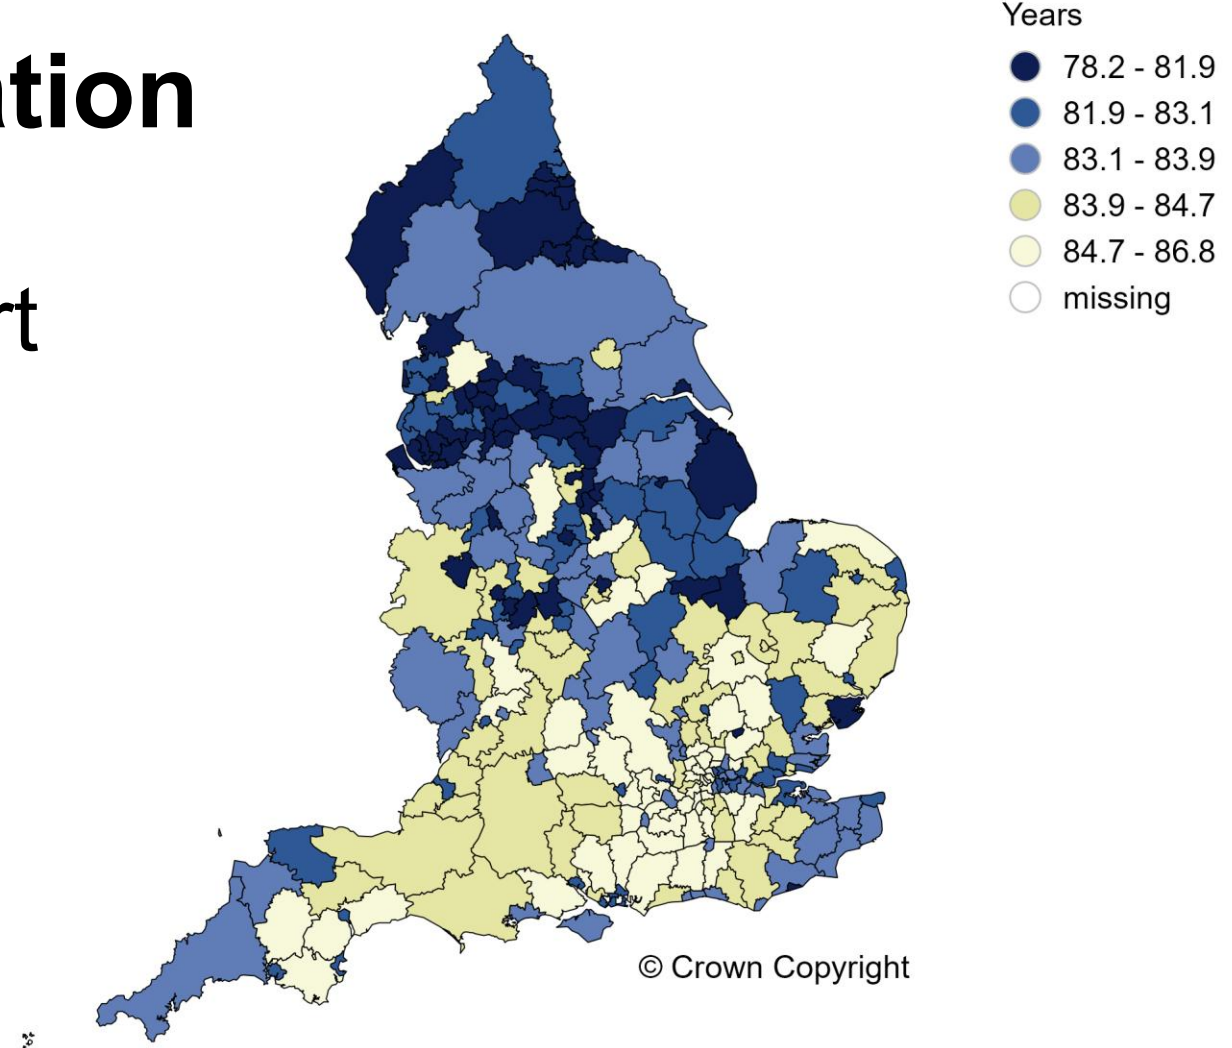 ation
rt
Years
78.2 - 81.9
81.9 - 83.1
83.1 - 83.9
83.9 - 84.7
84.7 - 86.8
missing
© Crown Copyright